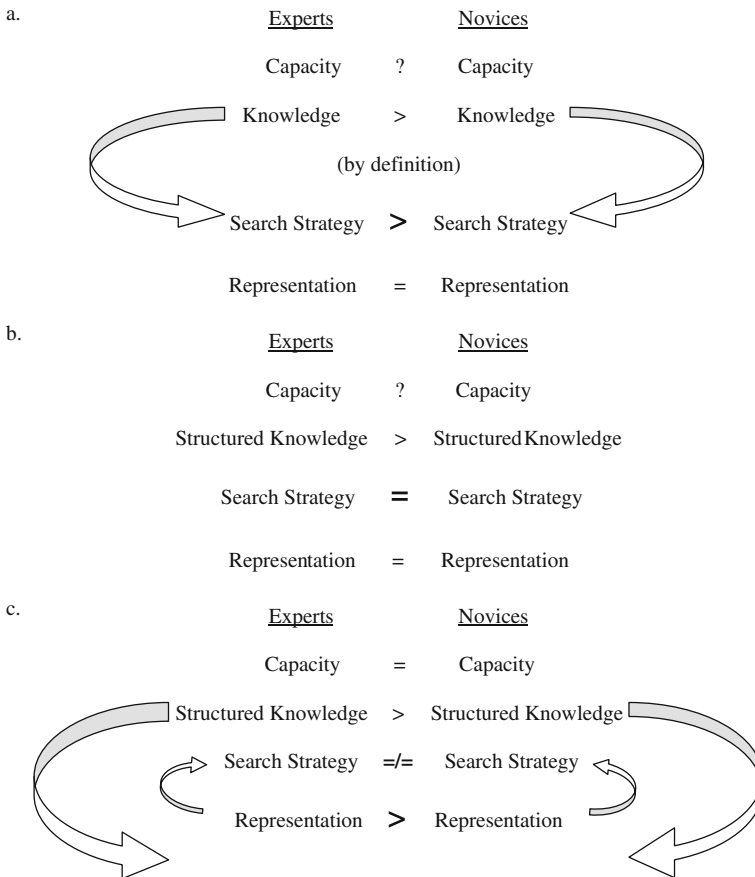 a.
Experts Novices
Capacity ? Capacity
Knowledge > Knowledge
(by definition)
Search Strategy > Search Strategy
Representation = Representation
b.
Experts Novices
Capacity ? Capacity
Structured Knowledge > Structured Knowledge
Search Strategy = Search Strategy
Representation = Representation
c.
Experts Novices
Capacity = Capacity
Structured Knowledge > Structured Knowledge
Search Strategy =/= Search Strategy
Representation > Representation